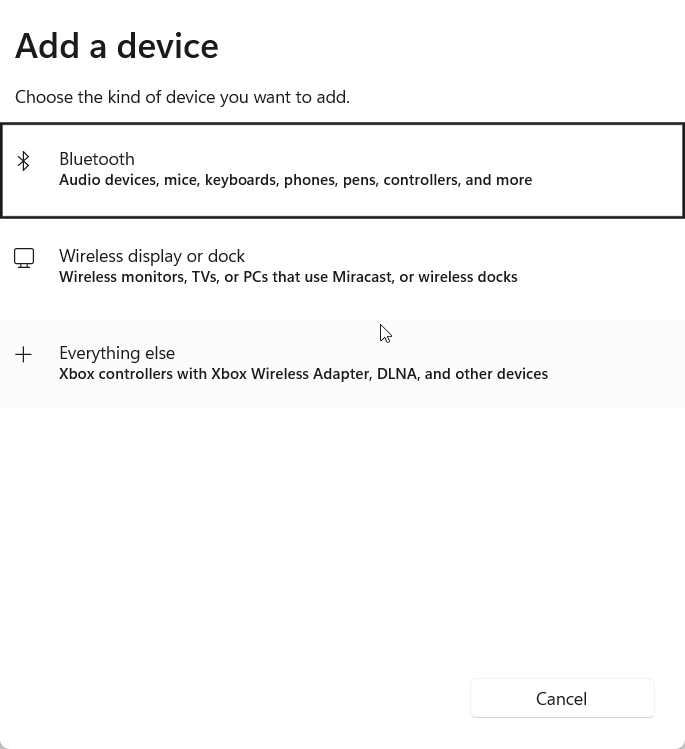 Add a device
Choose the kind of device you want to add.
Bluetooth
Audio devices, mice, keyboards, phones, pens, controllers, and more
Wireless display or dock
Wireless monitors, TVs, or PCs that use Miracast, or wireless docks
Everything else
Xbox controllers with Xbox Wireless Adapter, DLNA, and other devices
Cancel